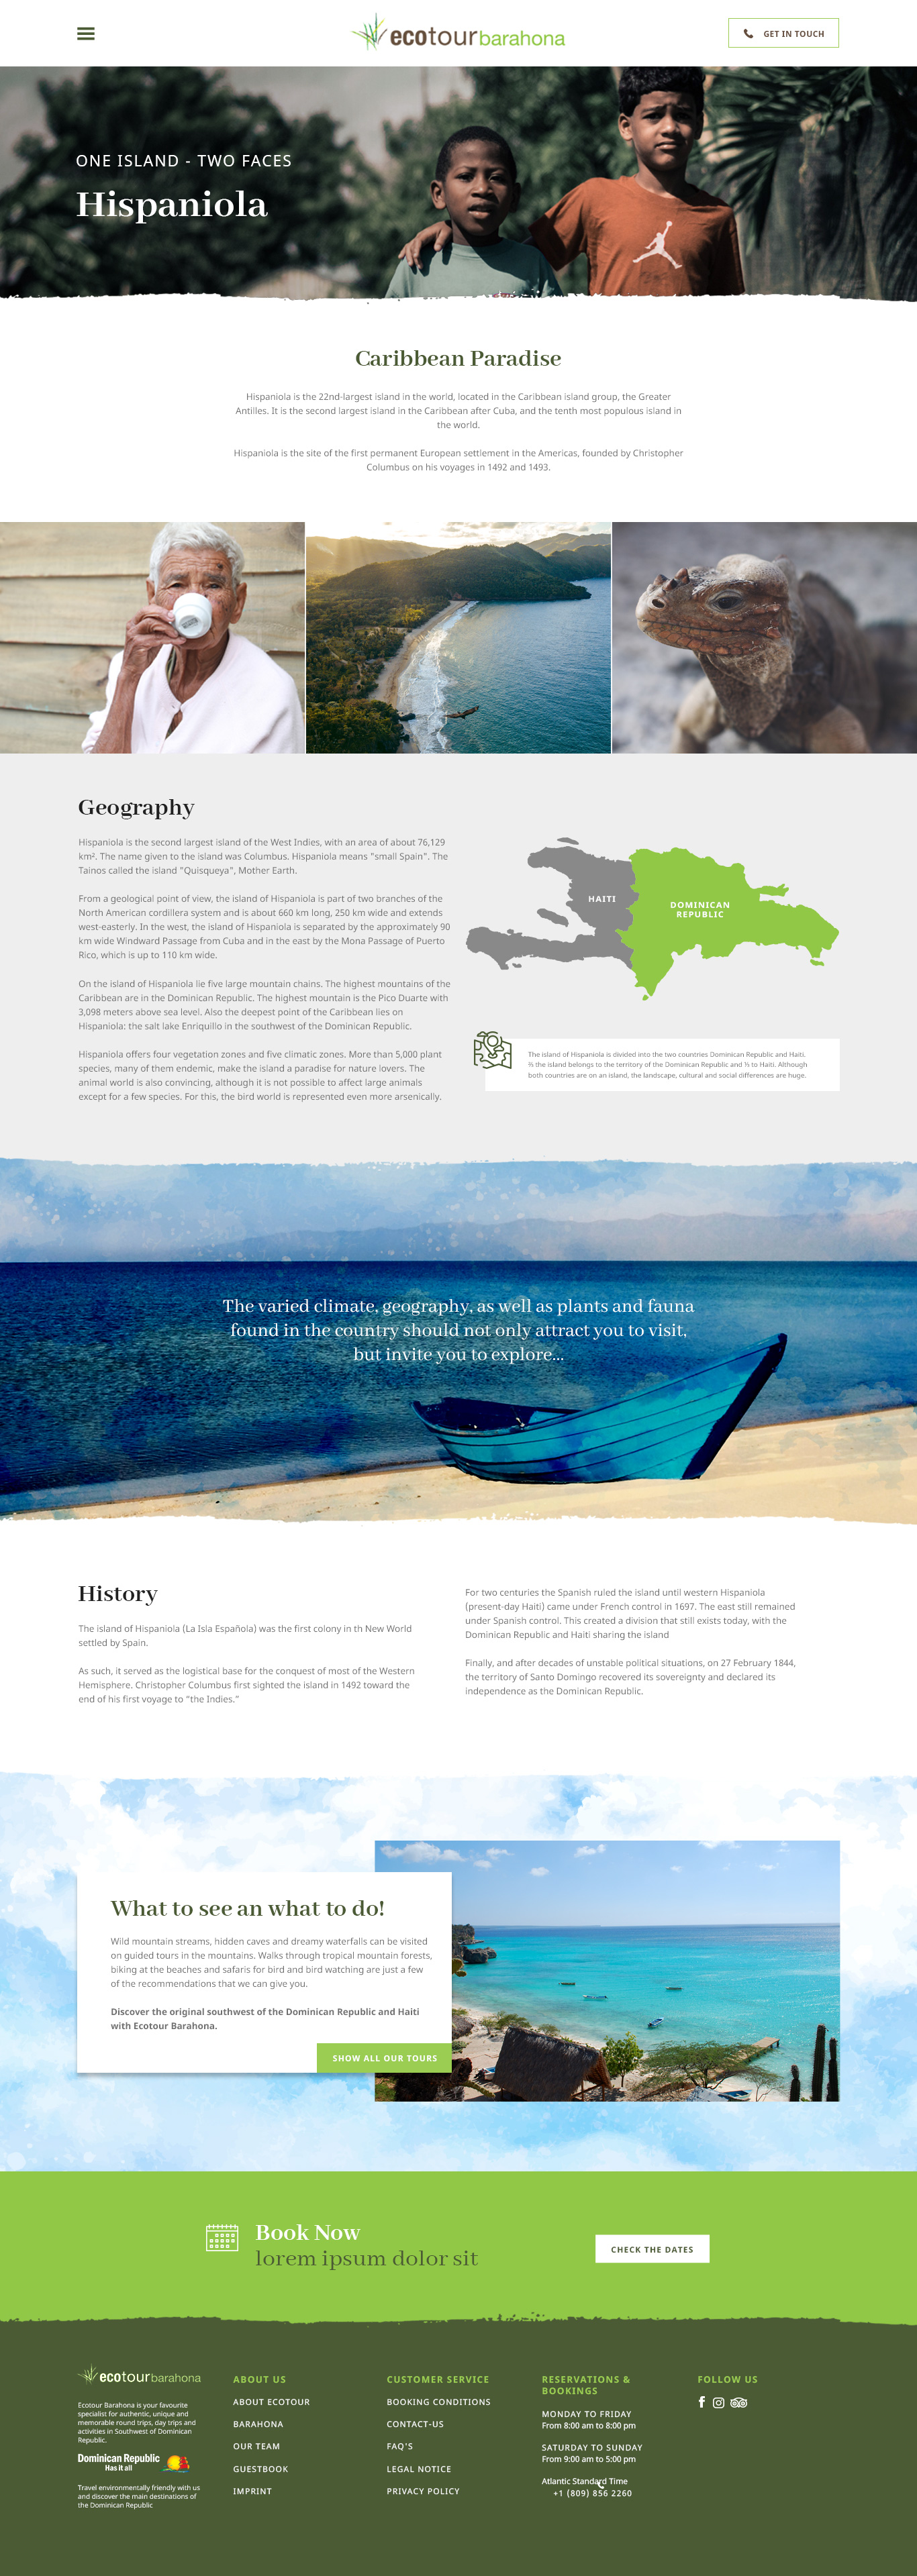 ecotourbarahona
GET IN TOUCH
ONE ISLAND - TWO FACES
Hispaniola
Caribbean Paradise
Hispaniola is the 22nd-largest island in the world, located in the Caribbean island group, the Greater
Antilles. It is the second largest island in the Caribbean after Cuba, and the tenth most populous island in
the world.
Hispaniola is the site of the first permanent European settlement in the Americas, founded by Christopher
Columbus on his voyages in 1492 and 1493.
Geography
Hispaniola is the second largest island of the West Indies, with an area of about 76,129
km². The name given to the island was Columbus. Hispaniola means "small Spain". The
Tainos called the island "Quisqueya", Mother Earth.
From a geological point of view, the island of Hispaniola is part of two branches of the
North American cordillera system and is about 660 km long, 250 km wide and extends
west-easterly. In the west, the island of Hispaniola is separated by the approximately 90
km wide Windward Passage from Cuba and in the east by the Mona Passage of Puerto
Rico, which is up to 110 km wide.
On the island of Hispaniola lie five large mountain chains. The highest mountains of the
Caribbean are in the Dominican Republic. The highest mountain is the Pico Duarte with
3,098 meters above sea level. Also the deepest point of the Caribbean lies on
Hispaniola: the salt lake Enriquillo in the southwest of the Dominican Republic.
Hispaniola offers four vegetation zones and five climatic zones. More than 5,000 plant
species, many of them endemic, make the island a paradise for nature lovers. The
animal world is also convincing, although it is not possible to affect large animals
except for a few species. For this, the bird world is represented even more arsenically.
HAITI
DOMINICAN
REPUBLIC
The island of Hispaniola is divided into the two countries Dominican Republic and Haiti.
⅔ the island belongs to the territory of the Dominican Republic and ⅓ to Haiti. Although
both countries are on an island, the landscape, cultural and social differences are huge.
The varied climate, geography, as well as plants and fauna
found in the country should not only attract you to visit,
but invite you to explore...
History
The island of Hispaniola (La Isla Española) was the first colony in th New World
settled by Spain.
As such, it served as the logistical base for the conquest of most of the Western
Hemisphere. Christopher Columbus first sighted the island in 1492 toward the
end of his first voyage to "the Indies."
For two centuries the Spanish ruled the island until western Hispaniola
(present-day Haiti) came under French control in 1697. The east still remained
under Spanish control. This created a division that still exists today, with the
Dominican Republic and Haiti sharing the island
Finally, and after decades of unstable political situations, on 27 February 1844,
the territory of Santo Domingo recovered its sovereignty and declared its
independence as the Dominican Republic.
What to see an what to do!
Wild mountain streams, hidden caves and dreamy waterfalls can be visited
on guided tours in the mountains. Walks through tropical mountain forests,
biking at the beaches and safaris for bird and bird watching are just a few
of the recommendations that we can give you.
Discover the original southwest of the Dominican Republic and Haiti
with Ecotour Barahona.
SHOW ALL OUR TOURS
Book Now
lorem ipsum dolor sit
CHECK THE DATES
ecotourbarahona
Ecotour Barahona is your favourite
specialist for authentic, unique and
memorable round trips, day trips and
activities in Southwest of Dominican
Republic.
Dominican Republic
Has it all
Travel environmentally friendly with us
and discover the main destinations of
the Dominican Republic
ABOUT US
ABOUT ECOTOUR
BARAHONA
OUR TEAM
GUESTBOOK
IMPRINT
CUSTOMER SERVICE
BOOKING CONDITIONS
CONTACT-US
FAQ'S
LEGAL NOTICE
PRIVACY POLICY
RESERVATIONS &
BOOKINGS
MONDAY TO FRIDAY
From 8:00 am to 8:00 pm
SATURDAY TO SUNDAY
From 9:00 am to 5:00 pm
Atlantic Standard Time
+1 (809) 856 2260
FOLLOW US